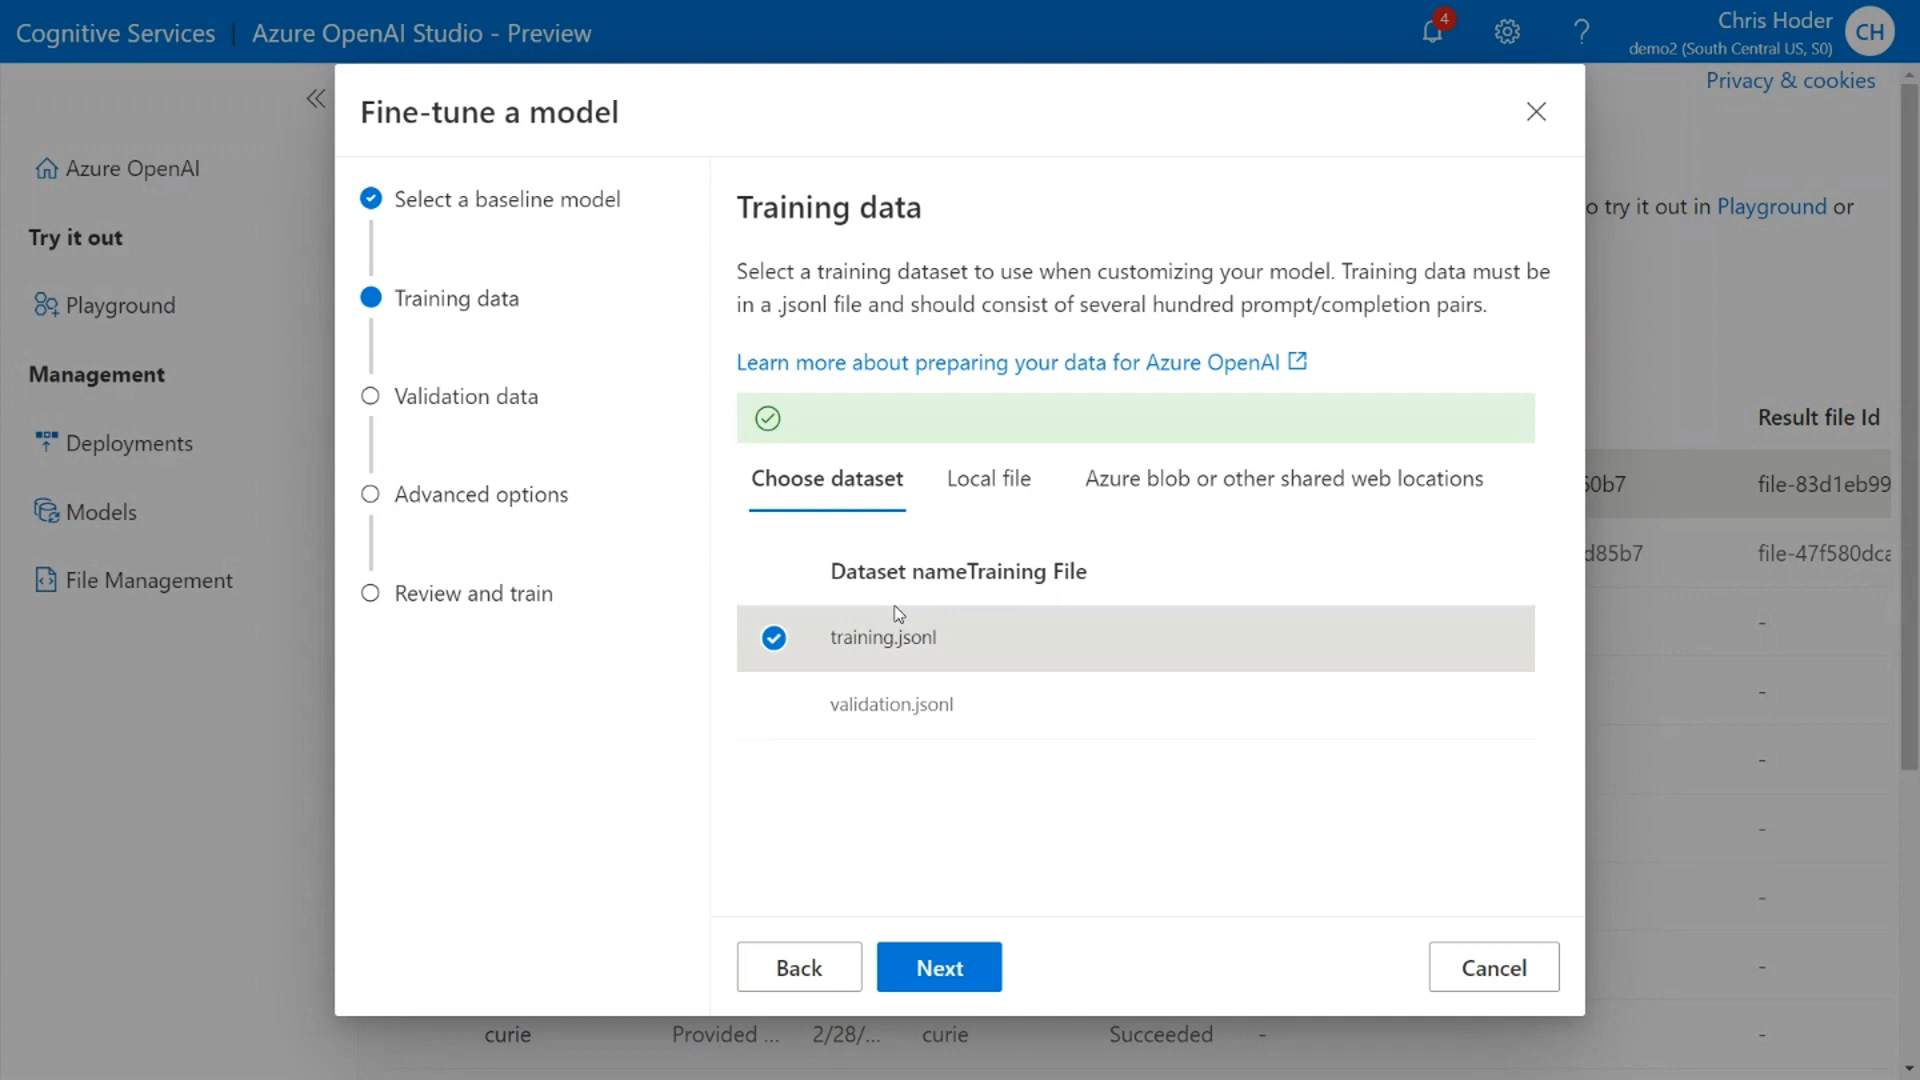 Cognitive Services | Azure OpenAI Studio - Preview
4
Chris Hoder
demo2 (South Central US, S0)
CH
Privacy & cookies
Azure OpenAI
Try it out
Playground
Management
Deployments
Models
File Management
Fine-tune a model
Select a baseline model
Training data
Validation data
Advanced options
Review and train
Training data
Select a training dataset to use when customizing your model. Training data must be
in a .jsonl file and should consist of several hundred prompt/completion pairs.
Learn more about preparing your data for Azure OpenAI
Choose dataset Local file Azure blob or other shared web locations
Dataset nameTraining File
training.jsonl
validation.jsonl
Back Next Cancel
o try it out in Playground or
Result file Id
0b7 file-83d1eb99
d85b7 file-47f580dca
-
-
-
-
-
-
curie Provided ... 2/28/... curie Succeeded - -